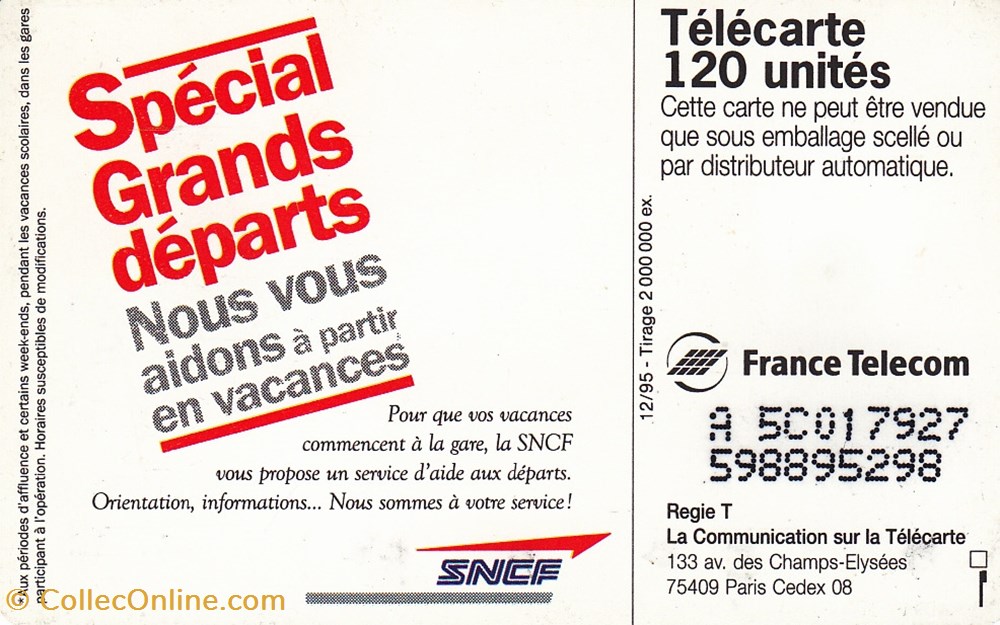 *Aux périodes d'affluence et certains week-ends, pendant les vacances scolaires, dans les gares
participant à l'opération. Horaires susceptibles de modifications.
Spécial
Grands
départs
Nous vous
aidons à partir
en vacances
Pour que vos vacances
commencent à la gare, la SNCF
vous propose un service d'aide aux départs.
Orientation, informations... Nous sommes à votre service!
SNCF
Télécarte
120 unités
Cette carte ne peut être vendue
que sous emballage scellé ou
par distributeur automatique.
12/95 - Tirage 2 000 000 ex.
France Telecom
A 5C017927
598895298
Regie T
La Communication sur la Télécarte
133 av. des Champs-Elysées
75409 Paris Cedex 08
© CollecOnline.com